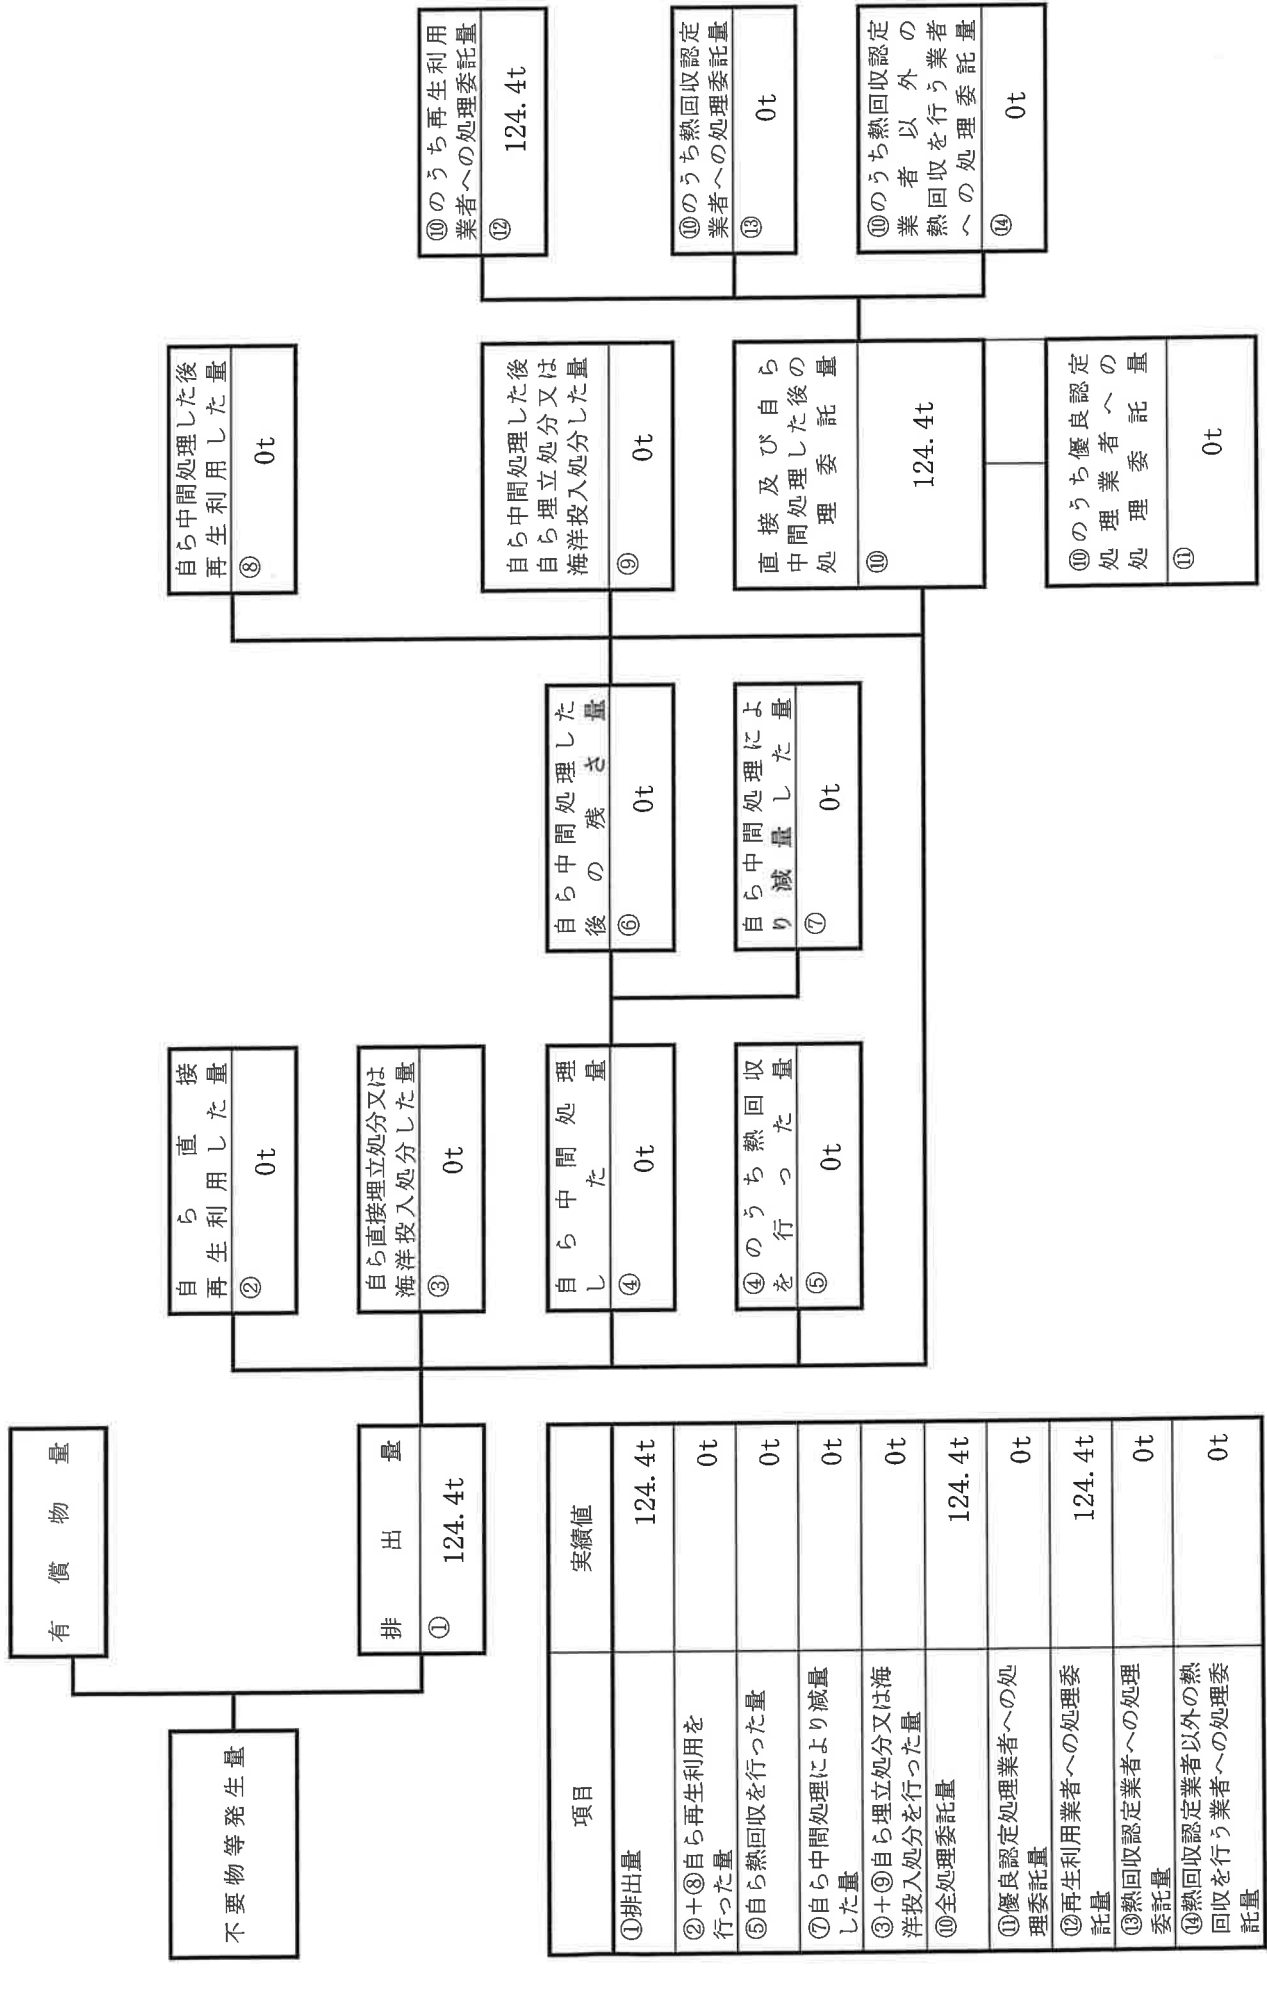 有償物量
不要物等発生量
排出量
① 124.4t
自ら直接
再生利用した量
② 0t
自ら直接埋立処分又は
海洋投入処分した量
③ 0t
自ら中間処理
した量
④ 0t
④のうち熱回収
を行った量
⑤ 0t
自ら中間処理した
後の残さ量
⑥ 0t
自ら中間処理によ
り減量した量
⑦ 0t
自ら中間処理した後
再生利用した量
⑧ 0t
自ら中間処理した後
自ら埋立処分又は
海洋投入処分した量
⑨ 0t
直接及び自ら
中間処理した後の
処理委託量
⑩ 124.4t
⑩のうち優良認定
処理業者への
処理委託量
⑪ 0t
⑩のうち再生利用
業者への処理委託量
⑫ 124.4t
⑩のうち熱回収認定
業者への処理委託量
⑬ 0t
⑩のうち熱回収認定
業者以外の
熱回収を行う業者
への処理委託量
⑭ 0t
項目 実績値
①排出量 124.4t
②+⑧自ら再生利用を
行った量 0t
⑤自ら熱回収を行った量 0t
⑦自ら中間処理により減量
した量 0t
③+⑨自ら埋立処分又は海
洋投入処分を行った量 0t
⑩全処理委託量 124.4t
⑪優良認定処理業者への処
理委託量 0t
⑫再生利用業者への処理委
託量 124.4t
⑬熱回収認定業者への処理
委託量 0t
⑭熱回収認定業者以外の熱
回収を行う業者への処理委
託量 0t